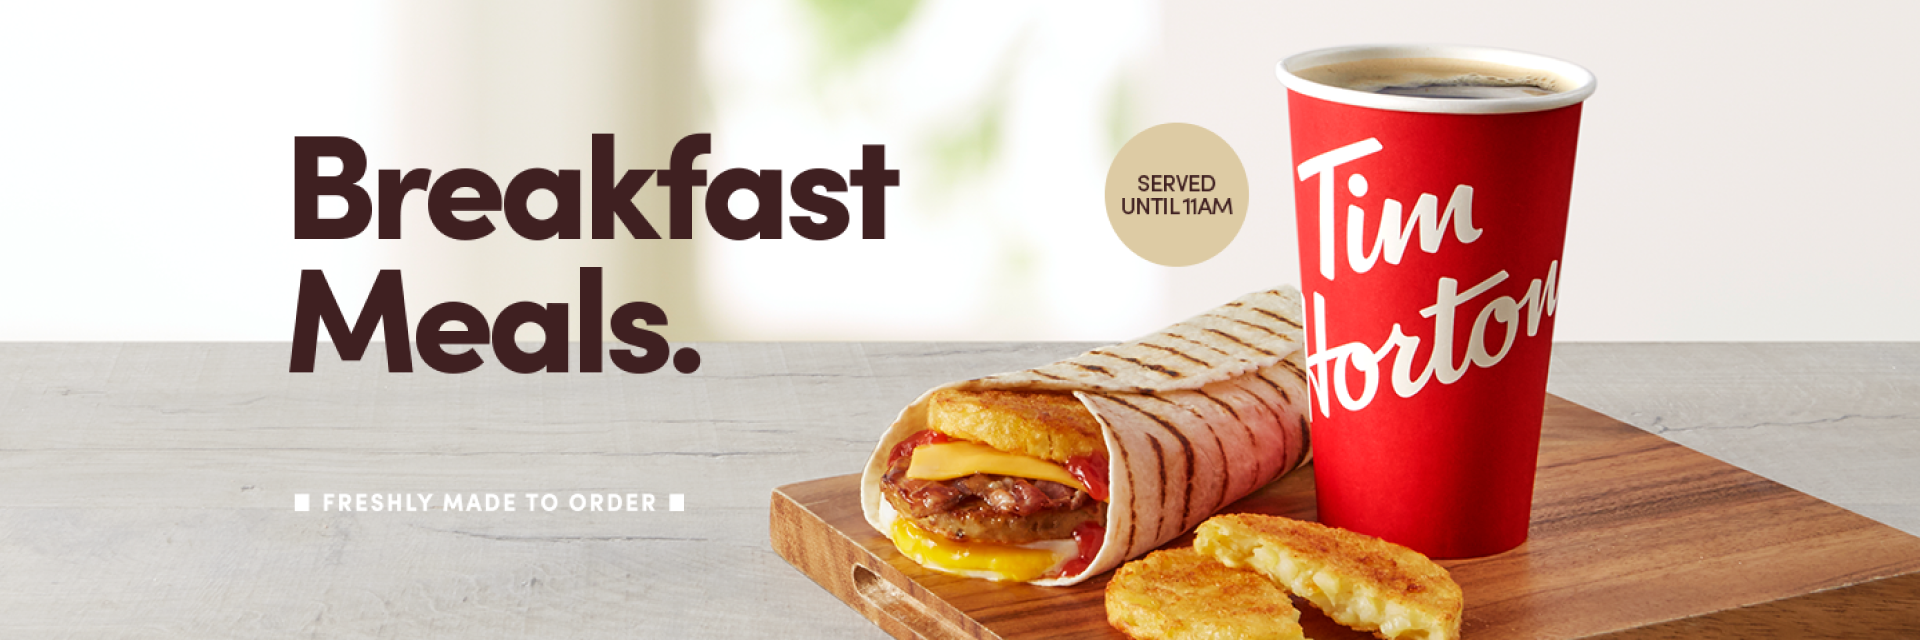 Breakfast
Meals.
FRESHLY MADE TO ORDER
SERVED
UNTIL 11AM
Tim
Horton